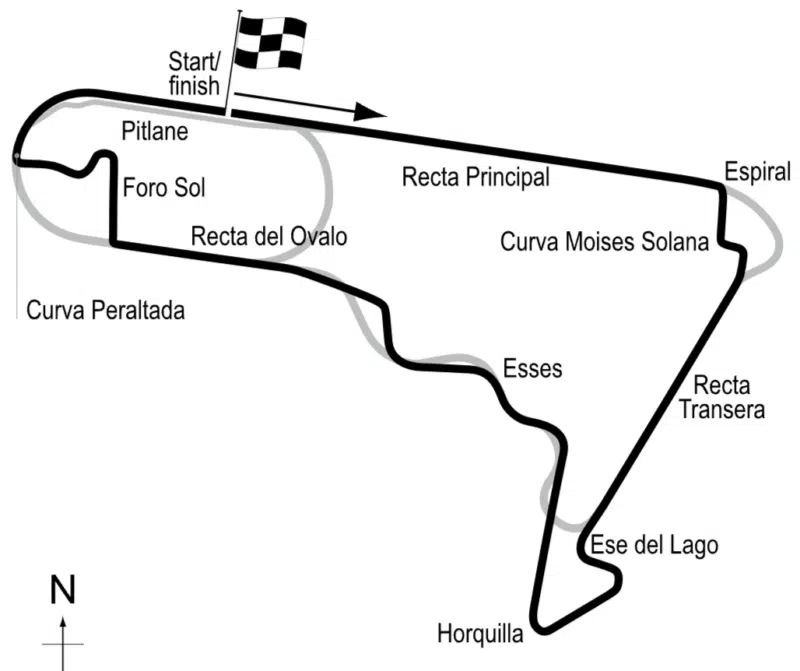 Start/
finish
Pitlane
Espiral
Recta Principal
Foro Sol
Recta del Ovalo
Curva Moises Solana
Curva Peraltada
Esses
Recta
Transera
Ese del Lago
N
Horquilla